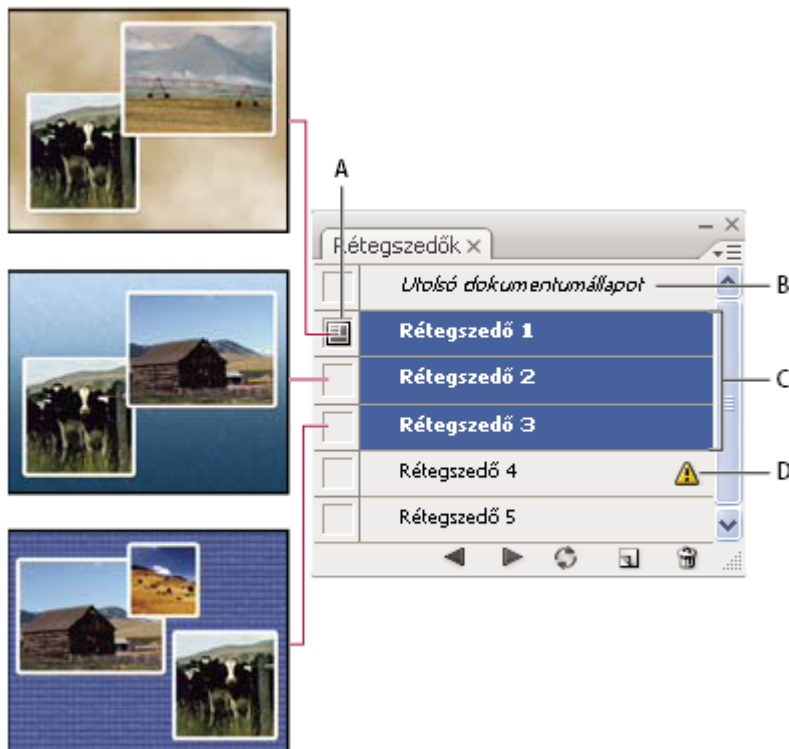 A
Rétegszedők
Utolsó dokumentumállapot
B
Rétegszedő 1
Rétegszedő 2
C
Rétegszedő 3
Rétegszedő 4
D
Rétegszedő 5